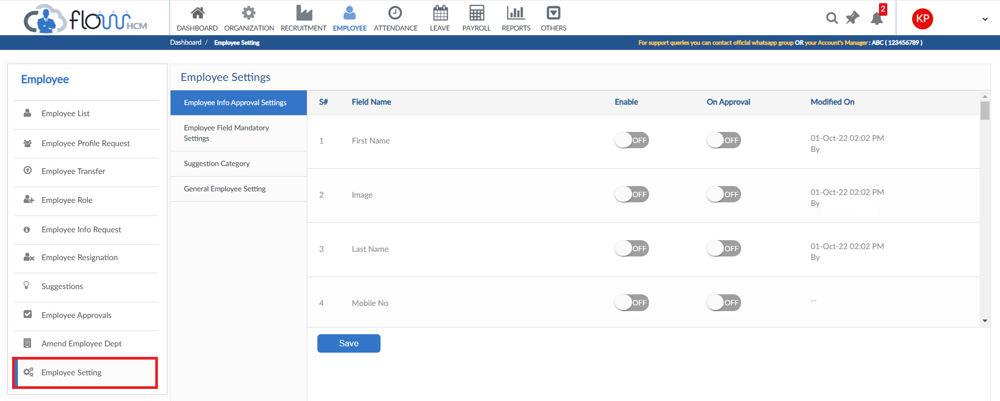 flow HCM
DASHBOARD ORGANIZATION RECRUITMENT EMPLOYEE ATTENDANCE LEAVE PAYROLL REPORTS OTHERS
2
KP
Dashboard / Employee Setting
For support queries you can contact official whatsapp group OR your Account's Manager : ABC ( 123456789 )
Employee
Employee List
Employee Profile Request
Employee Transfer
Employee Role
Employee Info Request
Employee Resignation
Suggestions
Employee Approvals
Amend Employee Dept
Employee Setting
Employee Settings
Employee Info Approval Settings
Employee Field Mandatory
Settings
Suggestion Category
General Employee Setting
S# Field Name Enable On Approval Modified On
1 First Name OFF OFF 01-Oct-22 02:02 PM
By
2 Image OFF OFF 01-Oct-22 02:02 PM
By
3 Last Name OFF OFF 01-Oct-22 02:02 PM
By
4 Mobile No OFF OFF --
Save